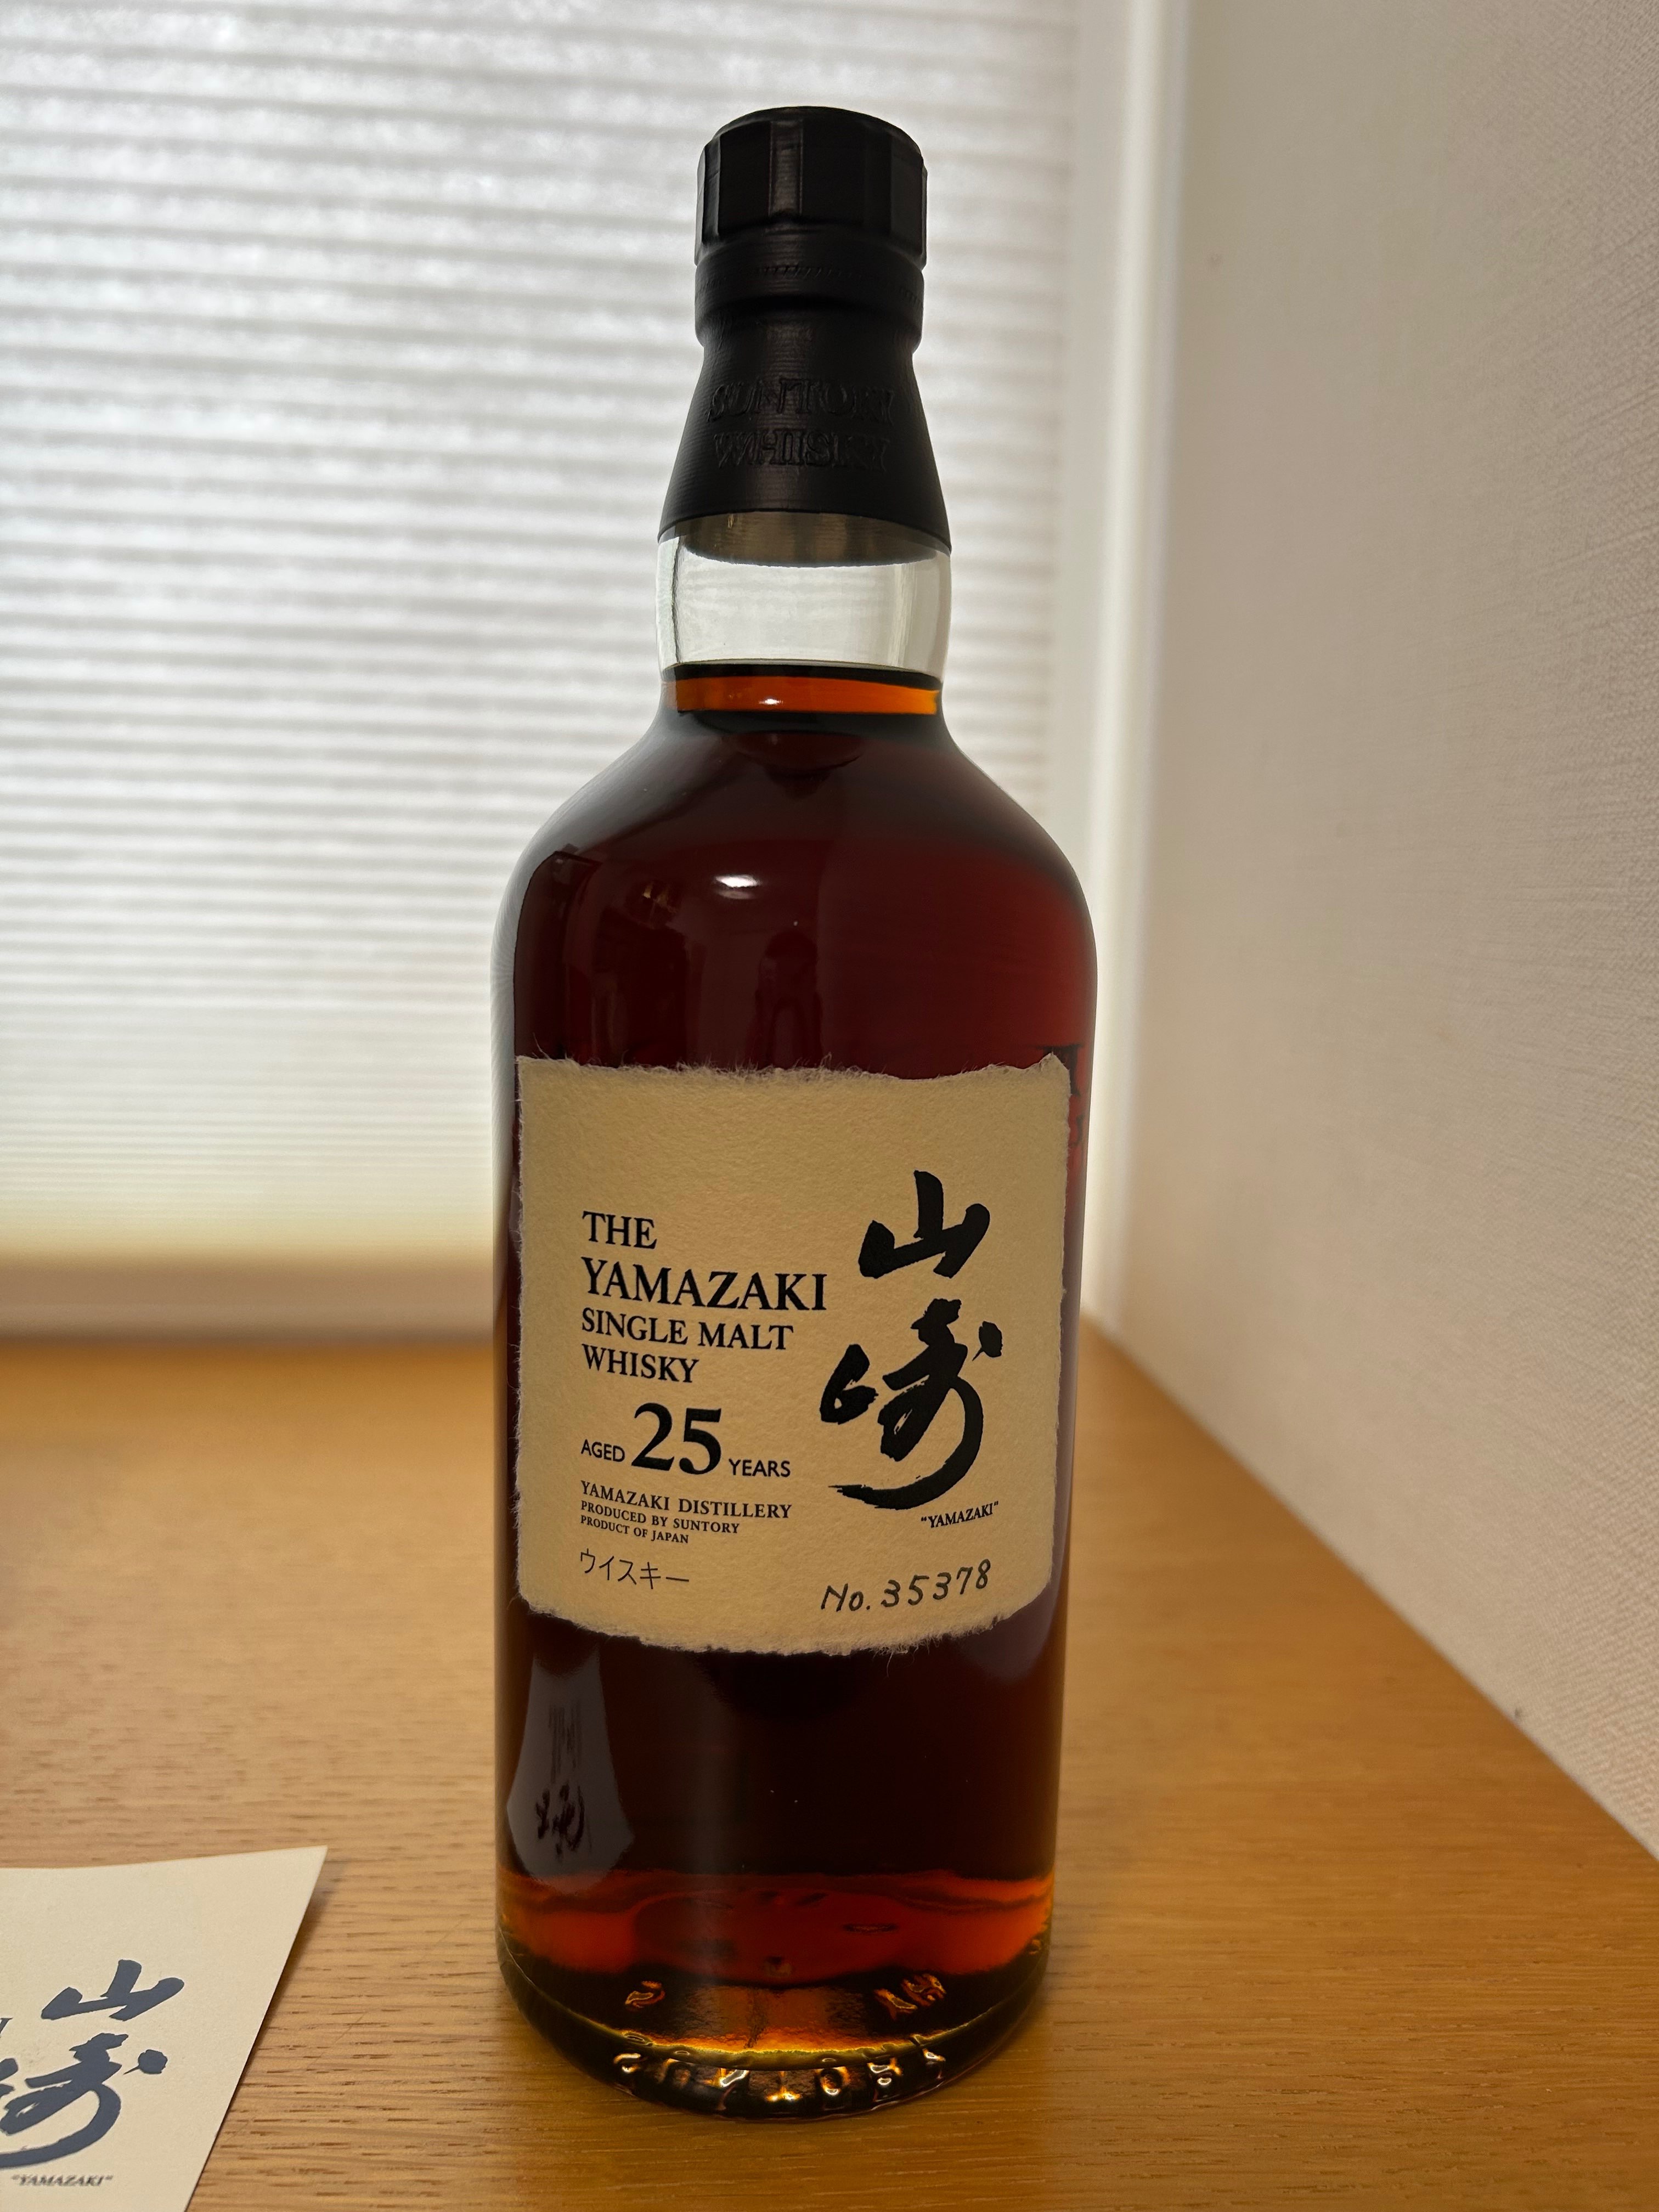 SUNTORY
WHISKY
THE
YAMAZAKI
SINGLE MALT
WHISKY
AGED 25 YEARS
YAMAZAKI DISTILLERY
PRODUCED BY SUNTORY
PRODUCT OF JAPAN
ウイスキー
山崎
"YAMAZAKI"
No. 35378
山崎
"YAMAZAKI"